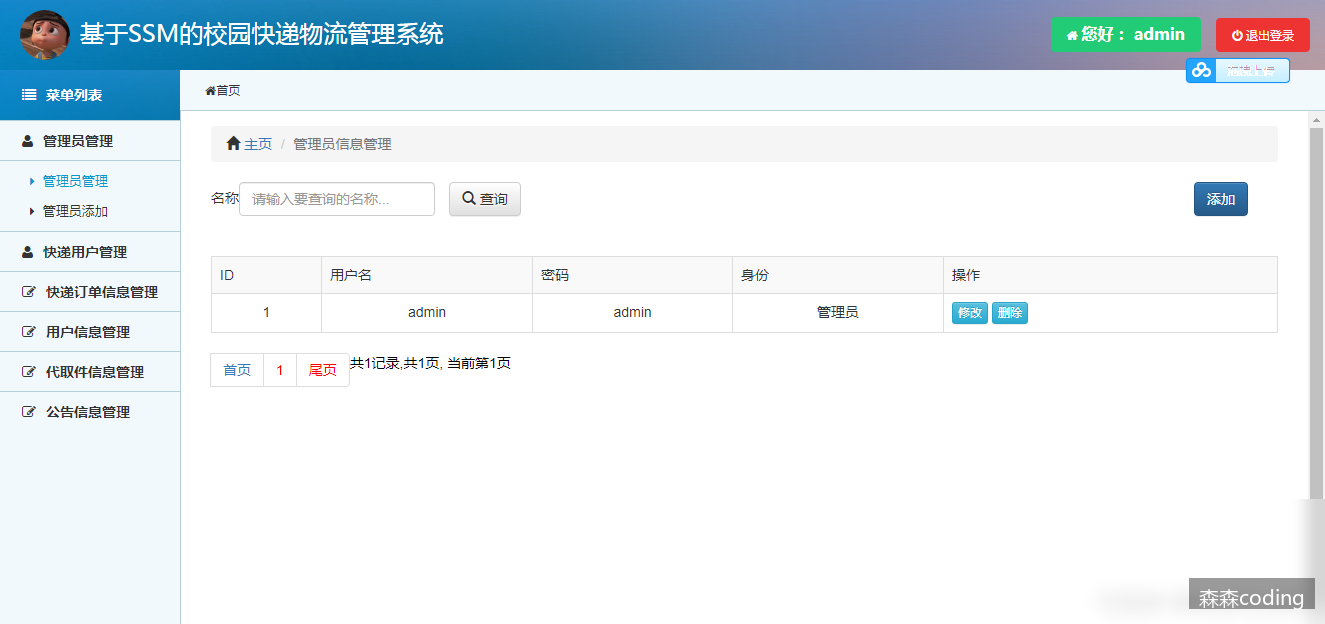 基于SSM的校园快递物流管理系统
您好： admin
退出登录
菜单列表
首页
管理员管理
管理员管理
管理员添加
快递用户管理
快递订单信息管理
用户信息管理
代取件信息管理
公告信息管理
主页 / 管理员信息管理
名称 请输入要查询的名称... 查询 添加
ID 用户名 密码 身份 操作
1 admin admin 管理员 修改 删除
首页 1 尾页 共1记录,共1页, 当前第1页
森森coding